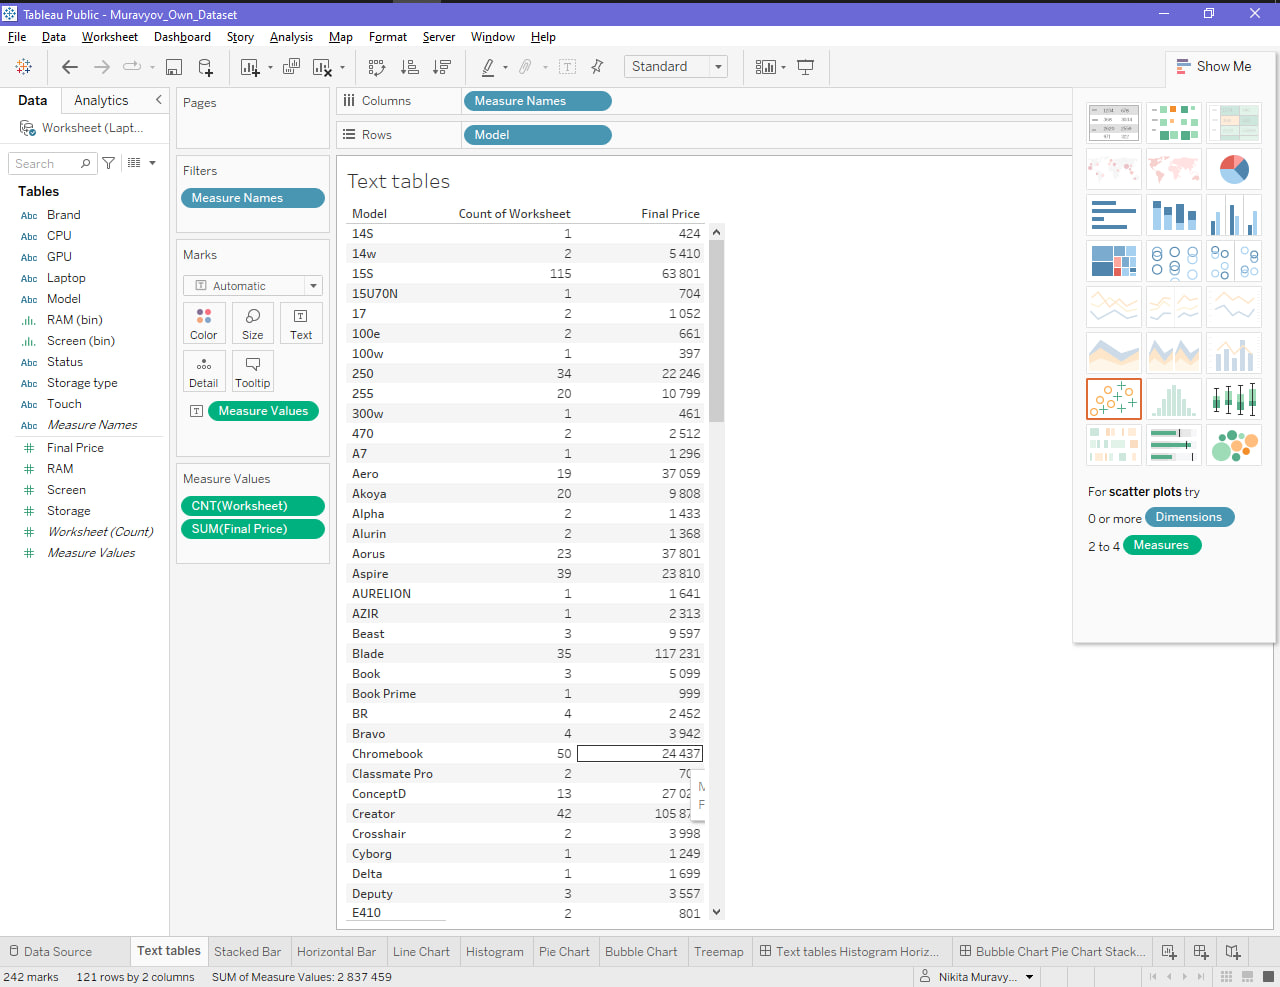 Tableau Public - Muravyov_Own_Dataset
File Data Worksheet Dashboard Story Analysis Map Format Server Window Help
Standard
Show Me
Data Analytics
Worksheet (Lapt...
Search
Tables
Abc Brand
Abc CPU
Abc GPU
Abc Laptop
Abc Model
RAM (bin)
Screen (bin)
Abc Status
Abc Storage type
Abc Touch
Abc Measure Names
# Final Price
# RAM
# Screen
# Storage
# Worksheet (Count)
# Measure Values
Pages
Filters
Measure Names
Marks
Automatic
Color Size Text
Detail Tooltip
Measure Values
Measure Values
CNT(Worksheet)
SUM(Final Price)
Columns Measure Names
Rows Model
Text tables
Model Count of Worksheet Final Price
14S 1 424
14w 2 5 410
15S 115 63 801
15U70N 1 704
17 2 1 052
100e 2 661
100w 1 397
250 34 22 246
255 20 10 799
300w 1 461
470 2 2 512
A7 1 1 296
Aero 19 37 059
Akoya 20 9 808
Alpha 2 1 433
Alurin 2 1 368
Aorus 23 37 801
Aspire 39 23 810
AURELION 1 1 641
AZIR 1 2 313
Beast 3 9 597
Blade 35 117 231
Book 3 5 099
Book Prime 1 999
BR 4 2 452
Bravo 4 3 942
Chromebook 50 24 437
Classmate Pro 2
ConceptD 13
Creator 42
Crosshair 2 3 998
Cyborg 1 1 249
Delta 1 1 699
Deputy 3 3 557
E410 2 801
For scatter plots try
0 or more Dimensions
2 to 4 Measures
Data Source Text tables Stacked Bar Horizontal Bar Line Chart Histogram Pie Chart Bubble Chart Treemap Text tables Histogram Horiz... Bubble Chart Pie Chart Stack...
242 marks 121 rows by 2 columns SUM of Measure Values: 2 837 459 Nikita Muravy...